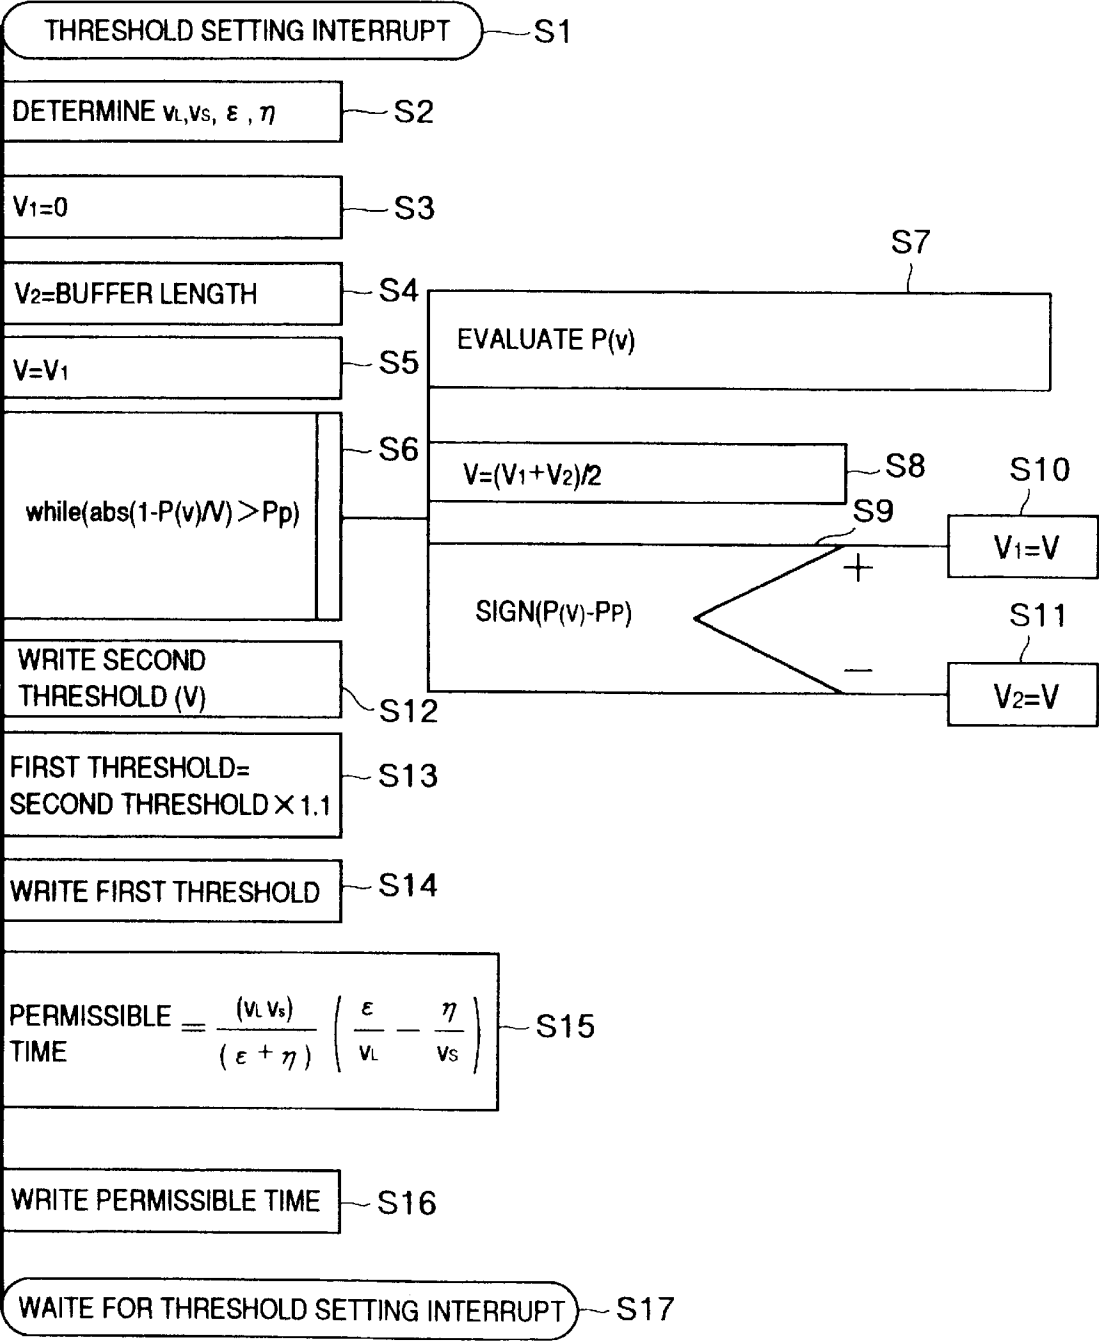 THRESHOLD SETTING INTERRUPT S1
DETERMINE vL,vS, ε , η S2
V1=0 S3
V2=BUFFER LENGTH S4
V=V1 S5
while(abs(1-P(v)/V)>Pp) S6
S7
EVALUATE P(v)
V=(V1+V2)/2 S8
S9
SIGN(P(V)-PP)
+
−
S10
V1=V
S11
V2=V
WRITE SECOND
THRESHOLD (V) S12
FIRST THRESHOLD=
SECOND THRESHOLD×1.1 S13
WRITE FIRST THRESHOLD S14
PERMISSIBLE
TIME = (vL vs) / ( ε + η ) ( ε / vL − η / vS ) S15
WRITE PERMISSIBLE TIME S16
WAITE FOR THRESHOLD SETTING INTERRUPT S17